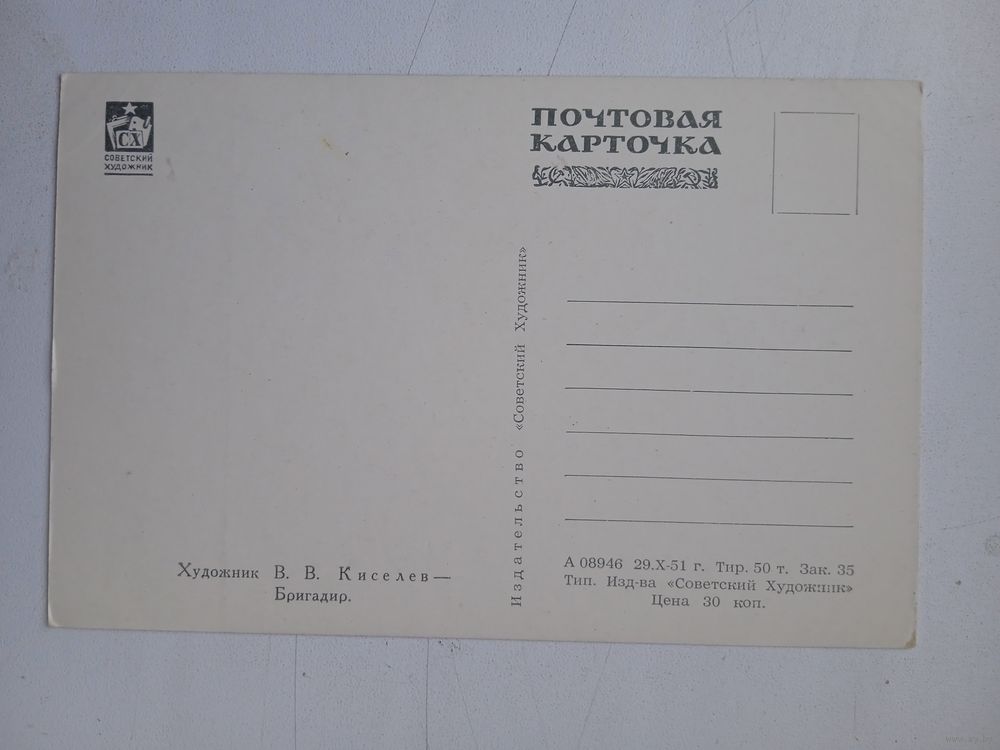 СХ
СОВЕТСКИЙ
ХУДОЖНИК
ПОЧТОВАЯ
КАРТОЧКА
Издательство «Советский Художник»
Художник В. В. Киселев —
Бригадир.
А 08946 29.X-51 г. Тир. 50 т. Зак. 35
Тип. Изд-ва «Советский Художник»
Цена 30 коп.